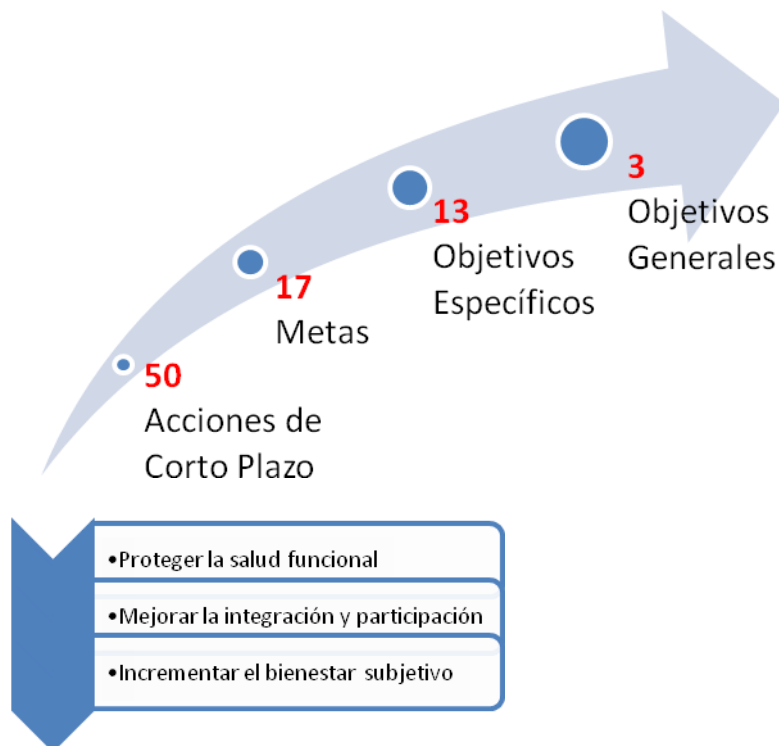 50
Acciones de
Corto Plazo
17
Metas
13
Objetivos
Específicos
3
Objetivos
Generales
•Proteger la salud funcional
•Mejorar la integración y participación
•Incrementar el bienestar subjetivo